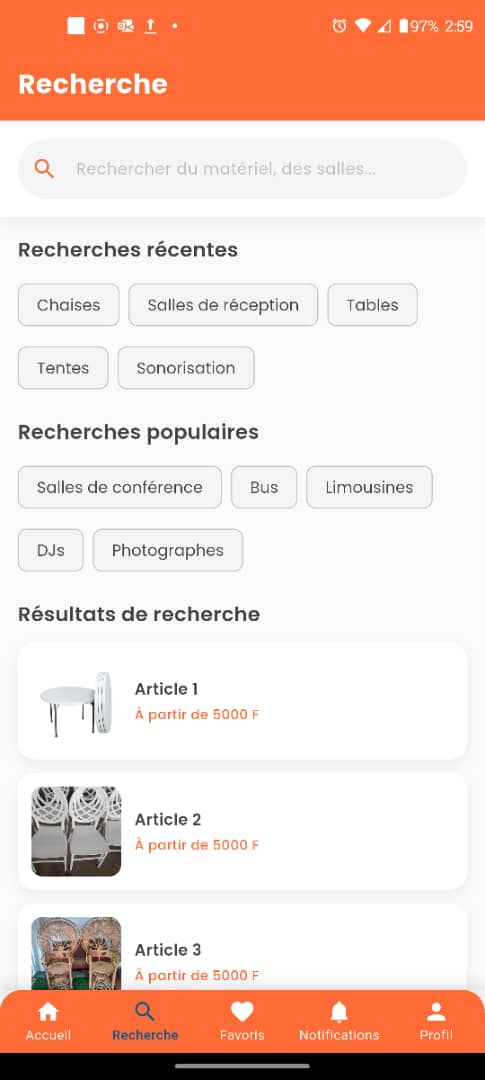 97% 2:59
Recherche
Rechercher du matériel, des salles...
Recherches récentes
Chaises Salles de réception Tables
Tentes Sonorisation
Recherches populaires
Salles de conférence Bus Limousines
DJs Photographes
Résultats de recherche
Article 1
À partir de 5000 F
Article 2
À partir de 5000 F
Article 3
À partir de 5000 F
Accueil Recherche Favoris Notifications Profil